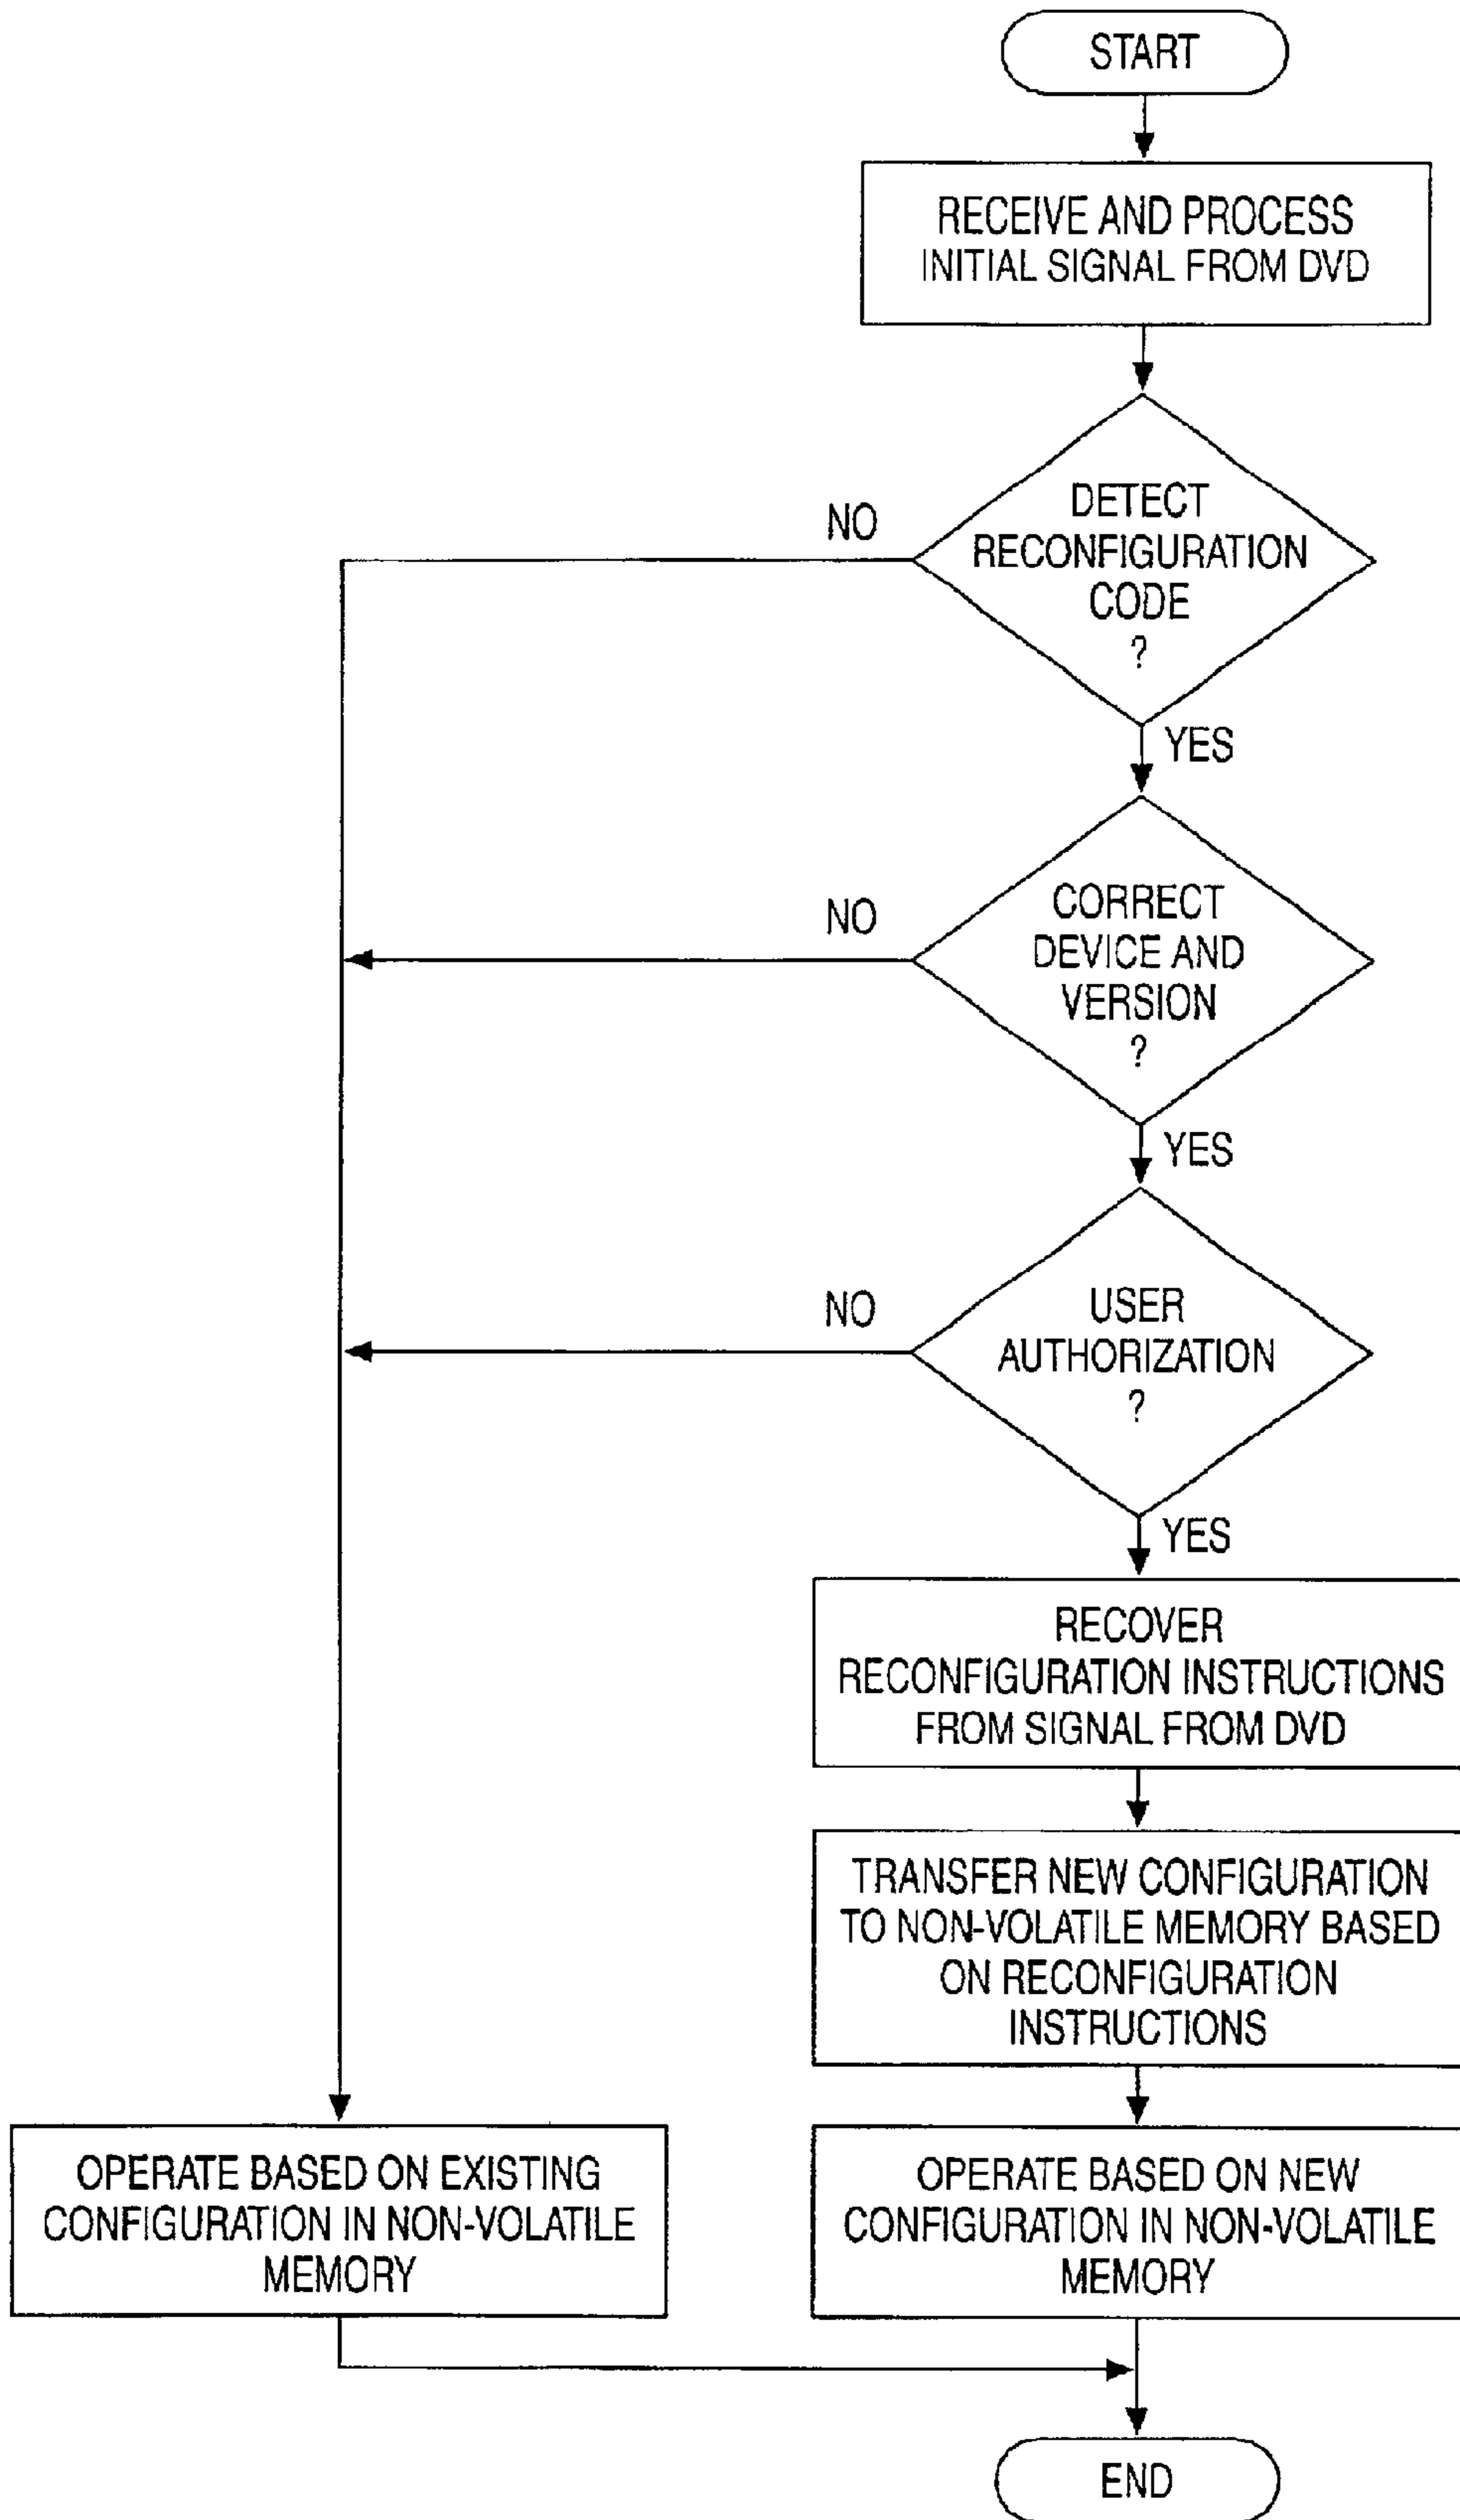 START
RECEIVE AND PROCESS
INITIAL SIGNAL FROM DVD
DETECT
RECONFIGURATION
CODE
?
NO
YES
CORRECT
DEVICE AND
VERSION
?
NO
YES
USER
AUTHORIZATION
?
NO
YES
RECOVER
RECONFIGURATION INSTRUCTIONS
FROM SIGNAL FROM DVD
TRANSFER NEW CONFIGURATION
TO NON-VOLATILE MEMORY BASED
ON RECONFIGURATION
INSTRUCTIONS
OPERATE BASED ON EXISTING
CONFIGURATION IN NON-VOLATILE
MEMORY
OPERATE BASED ON NEW
CONFIGURATION IN NON-VOLATILE
MEMORY
END